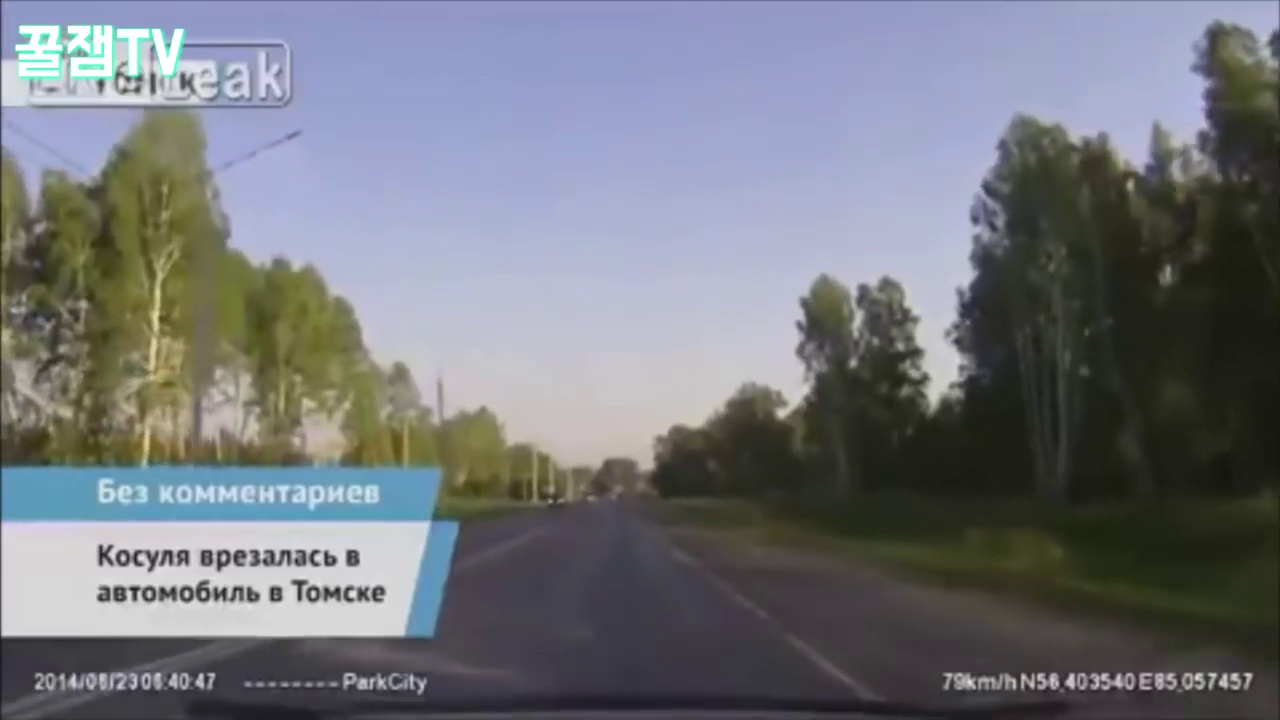 꿀잼TV
Leak
Без комментариев
Косуля врезалась в
автомобиль в Томске
2014/06/23 06:40:47 --------ParkCity
79km/h N56.403540 E85.057457